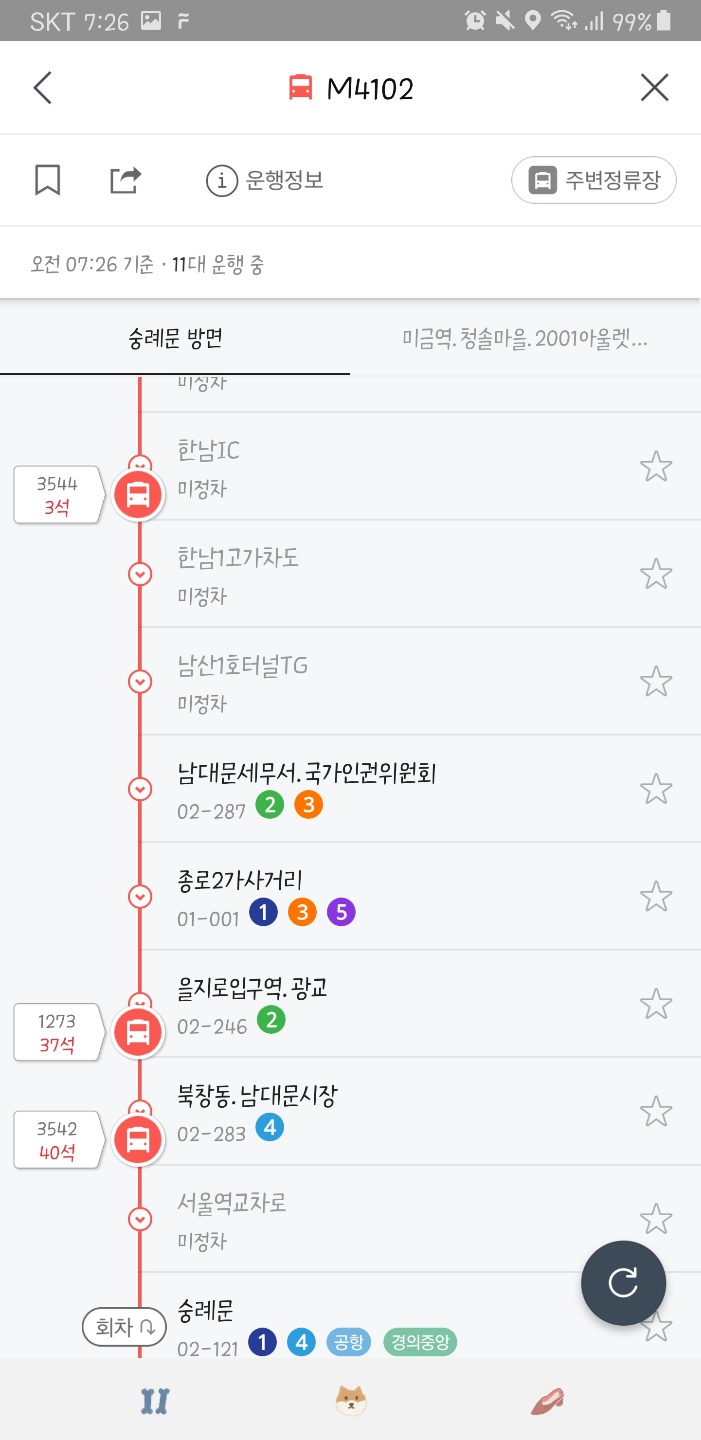 SKT 7:26 99%
M4102
운행정보 주변정류장
오전 07:26 기준 · 11대 운행 중
숭례문 방면 미금역.청솔마을.2001아울렛...
미정차
한남IC
3544
3석
미정차
한남1고가차도
미정차
남산1호터널TG
미정차
남대문세무서.국가인권위원회
02-287 2 3
종로2가사거리
01-001 1 3 5
을지로입구역.광교
1273
37석
02-246 2
북창동.남대문시장
3542
40석
02-283 4
서울역교차로
미정차
숭례문
회차
02-121 1 4 공항 경의중앙